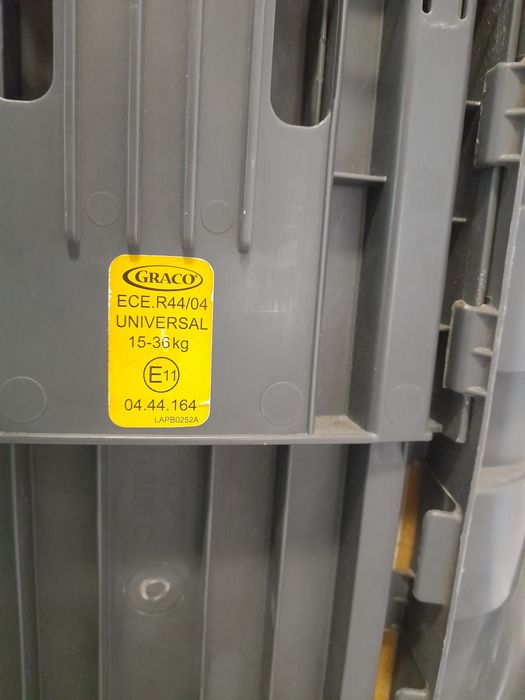 GRACO
ECE.R44/04
UNIVERSAL
15-36kg
E11
04.44.164
LAPB0252A